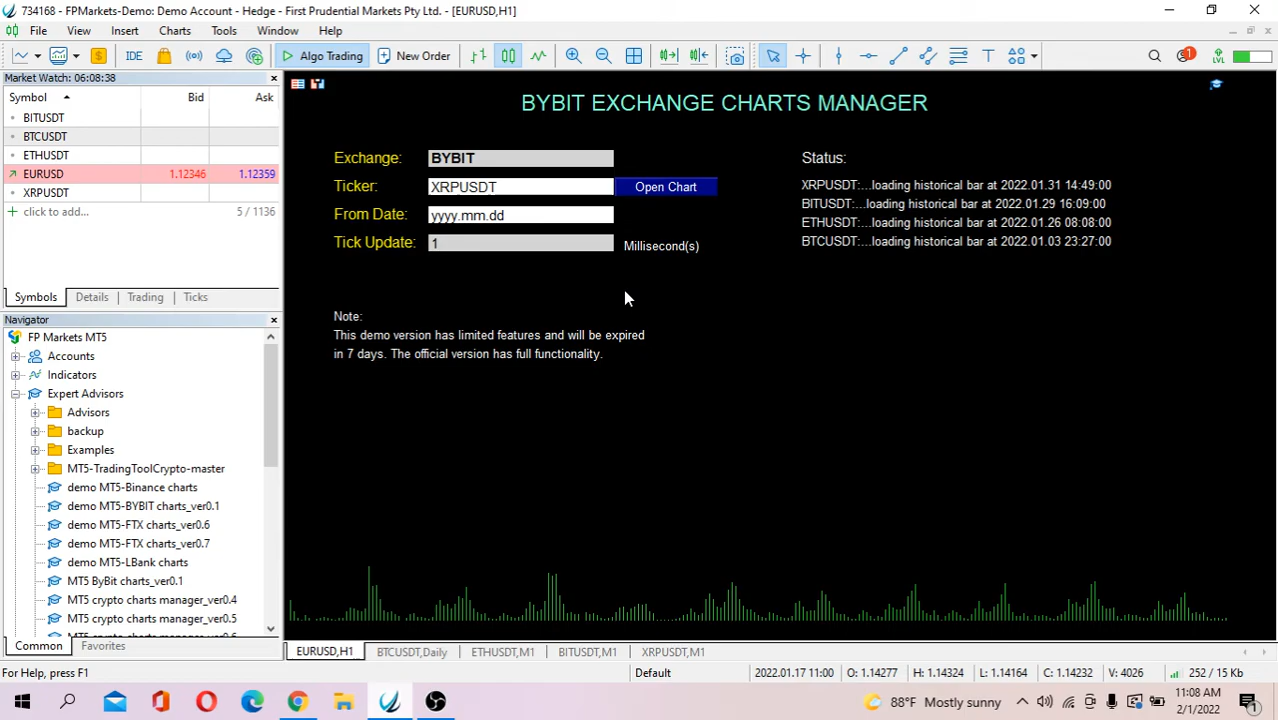 734168 - FPMarkets-Demo: Demo Account - Hedge - First Prudential Markets Pty Ltd. - [EURUSD,H1]
File View Insert Charts Tools Window Help
IDE Algo Trading New Order 1 LVL
Market Watch: 06:08:38
Symbol Bid Ask
BITUSDT
BTCUSDT
ETHUSDT
EURUSD 1.12346 1.12359
XRPUSDT
click to add... 5 / 1136
Symbols Details Trading Ticks
Navigator
FP Markets MT5
Accounts
Indicators
Expert Advisors
Advisors
backup
Examples
MT5-TradingToolCrypto-master
demo MT5-Binance charts
demo MT5-BYBIT charts_ver0.1
demo MT5-FTX charts_ver0.6
demo MT5-FTX charts_ver0.7
demo MT5-LBank charts
MT5 ByBit charts_ver0.1
MT5 crypto charts manager_ver0.4
MT5 crypto charts manager_ver0.5
Common Favorites
BYBIT EXCHANGE CHARTS MANAGER
Exchange: BYBIT
Ticker: XRPUSDT Open Chart
From Date: yyyy.mm.dd
Tick Update: 1 Millisecond(s)
Note:
This demo version has limited features and will be expired
in 7 days. The official version has full functionality.
Status:
XRPUSDT:...loading historical bar at 2022.01.31 14:49:00
BITUSDT:...loading historical bar at 2022.01.29 16:09:00
ETHUSDT:...loading historical bar at 2022.01.26 08:08:00
BTCUSDT:...loading historical bar at 2022.01.03 23:27:00
EURUSD,H1 BTCUSDT,Daily ETHUSDT,M1 BITUSDT,M1 XRPUSDT,M1
For Help, press F1 Default 2022.01.17 11:00 O: 1.14277 H: 1.14324 L: 1.14164 C: 1.14232 V: 4026 252 / 15 Kb
88°F Mostly sunny 11:08 AM
2/1/2022 1